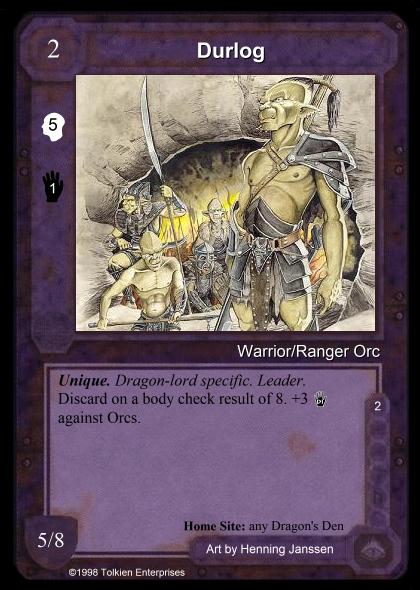 2
Durlog
5
1
Warrior/Ranger Orc
Unique. Dragon-lord specific. Leader.
Discard on a body check result of 8. +3 DI
against Orcs.
2
Home Site: any Dragon's Den
5/8
Art by Henning Janssen
©1998 Tolkien Enterprises